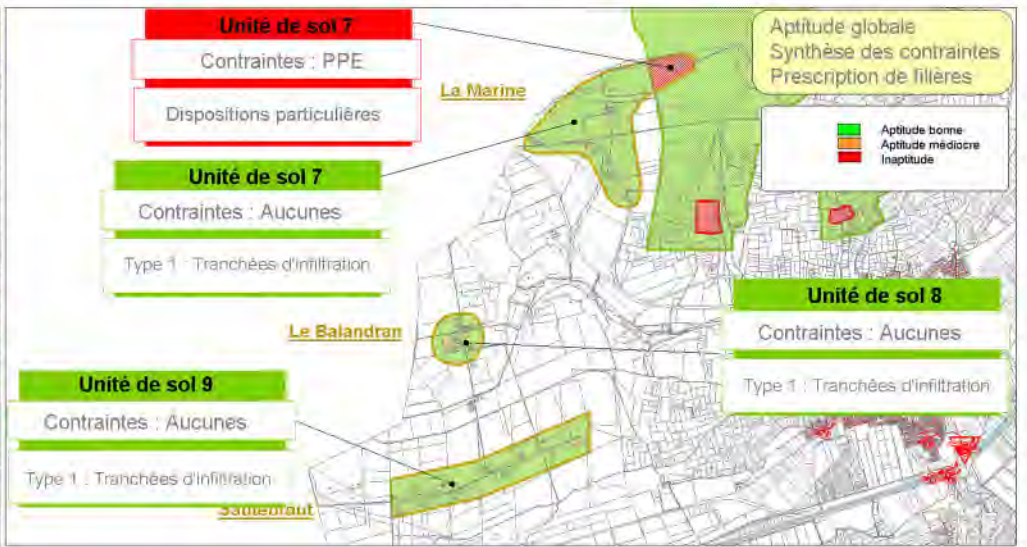 Unité de sol 7
Contraintes : PPE
Dispositions particulières
La Marine
Aptitude globale
Synthèse des contraintes
Prescription de filières
Aptitude bonne
Aptitude médiocre
Inaptitude
Unité de sol 7
Contraintes : Aucunes
Type 1 : Tranchées d'infiltration
Le Balandran
Unité de sol 8
Contraintes : Aucunes
Type 1 : Tranchées d'infiltration
Unité de sol 9
Contraintes : Aucunes
Type 1 : Tranchées d'infiltration